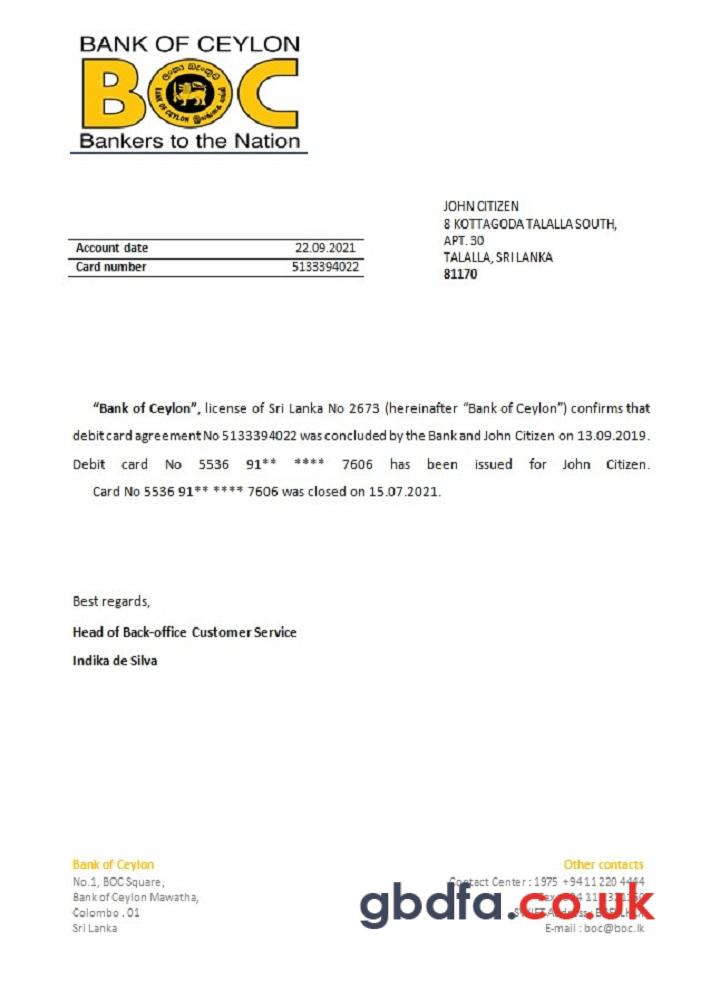 BANK OF CEYLON
BOC
Bankers to the Nation
JOHN CITIZEN
8 KOTTAGODA TALALLA SOUTH,
APT. 30
TALALLA, SRI LANKA
81170
Account date 22.09.2021
Card number 5133394022
“Bank of Ceylon”, license of Sri Lanka No 2673 (hereinafter “Bank of Ceylon”) confirms that
debit card agreement No 5133394022 was concluded by the Bank and John Citizen on 13.09.2019.
Debit card No 5536 91** **** 7606 has been issued for John Citizen.
Card No 5536 91** **** 7606 was closed on 15.07.2021.
Best regards,
Head of Back-office Customer Service
Indika de Silva
Bank of Ceylon
No.1, BOC Square,
Bank of Ceylon Mawatha,
Colombo . 01
Sri Lanka
Other contacts
Contact Center : 1975 +94 11 220 4444
E-mail : boc@boc.lk
gbdfa.co.uk